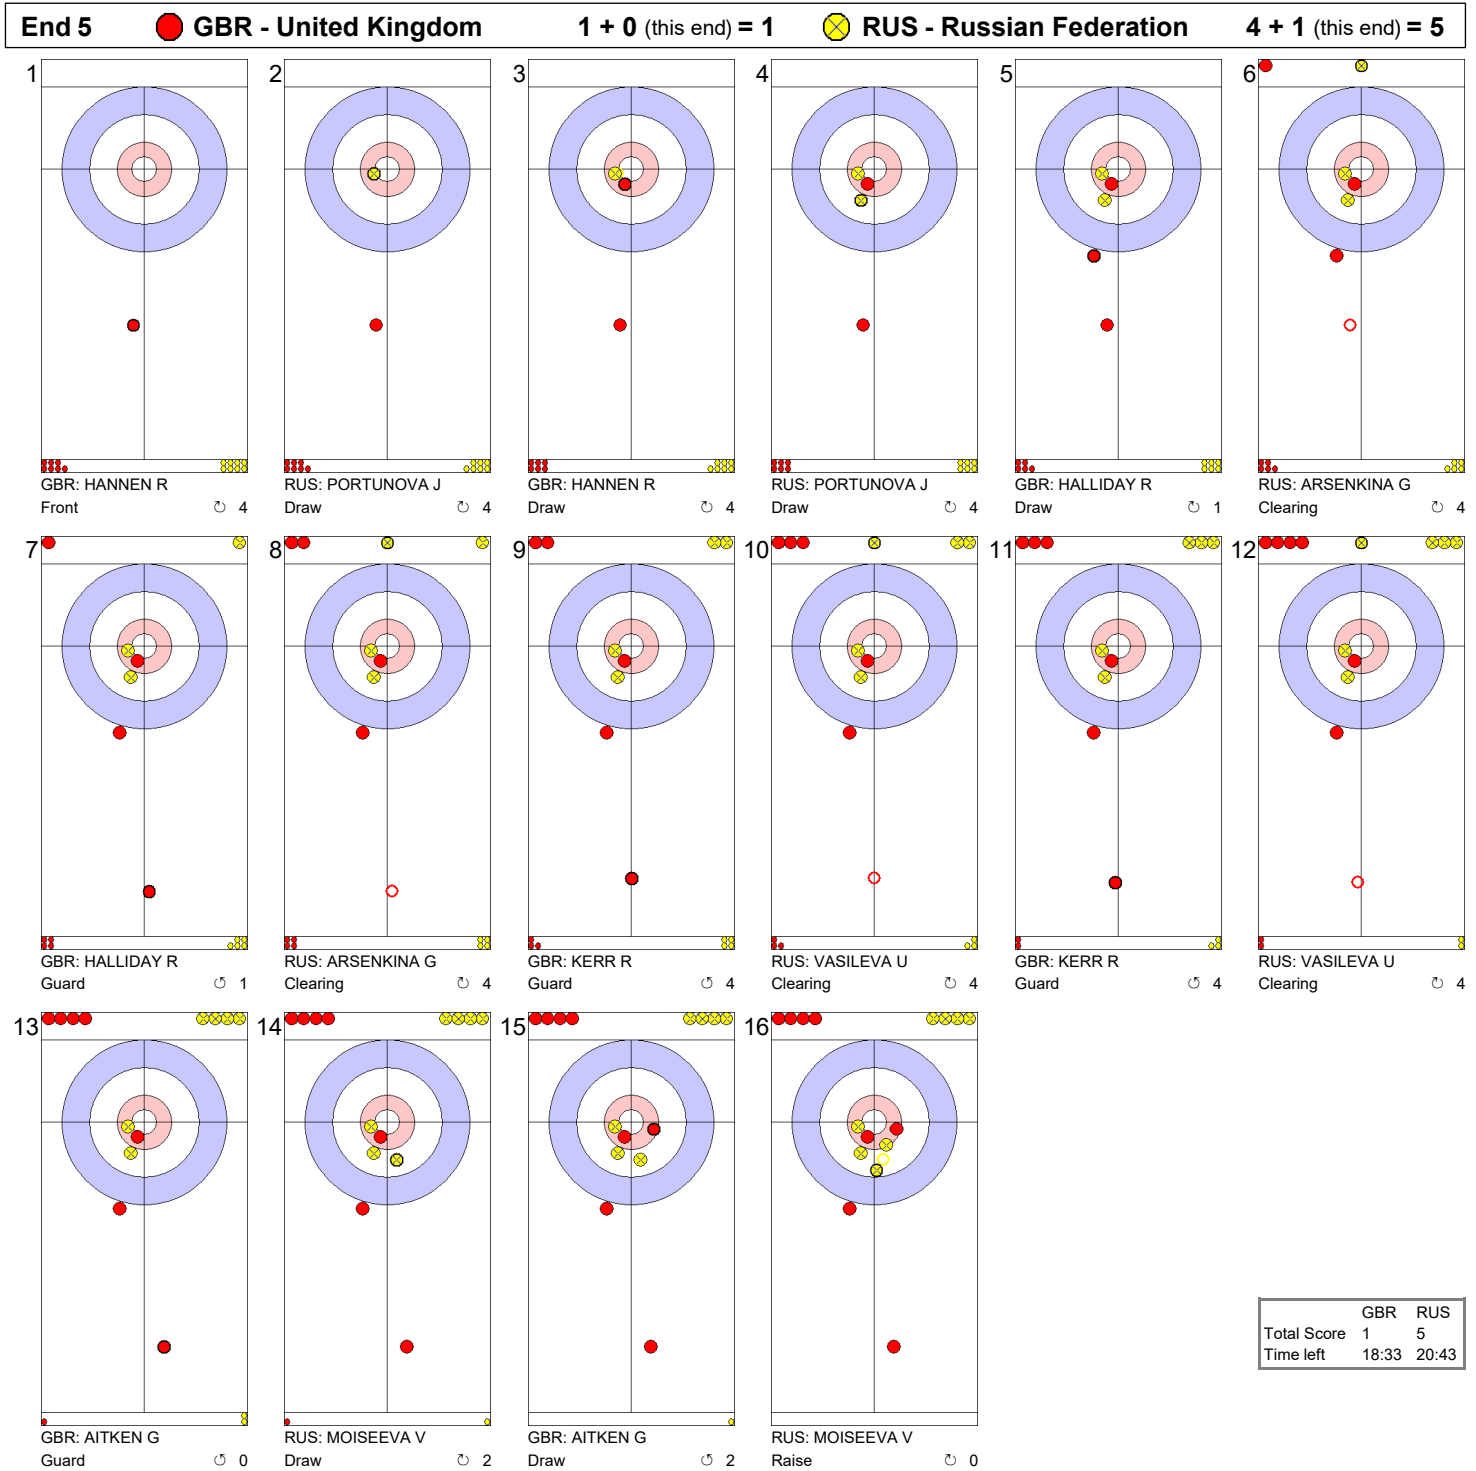 End 5 GBR - United Kingdom 1 + 0 (this end) = 1 RUS - Russian Federation 4 + 1 (this end) = 5
1 2 3 4 5 6
GBR: HANNEN R RUS: PORTUNOVA J GBR: HANNEN R RUS: PORTUNOVA J GBR: HALLIDAY R RUS: ARSENKINA G
Front ↻ 4 Draw ↻ 4 Draw ↻ 4 Draw ↻ 4 Draw ↻ 1 Clearing ↻ 4
7 8 9 10 11 12
GBR: HALLIDAY R RUS: ARSENKINA G GBR: KERR R RUS: VASILEVA U GBR: KERR R RUS: VASILEVA U
Guard ↺ 1 Clearing ↻ 4 Guard ↺ 4 Clearing ↻ 4 Guard ↺ 4 Clearing ↻ 4
13 14 15 16
GBR RUS
Total Score 1 5
Time left 18:33 20:43
GBR: AITKEN G RUS: MOISEEVA V GBR: AITKEN G RUS: MOISEEVA V
Guard ↺ 0 Draw ↻ 2 Draw ↺ 2 Raise ↻ 0